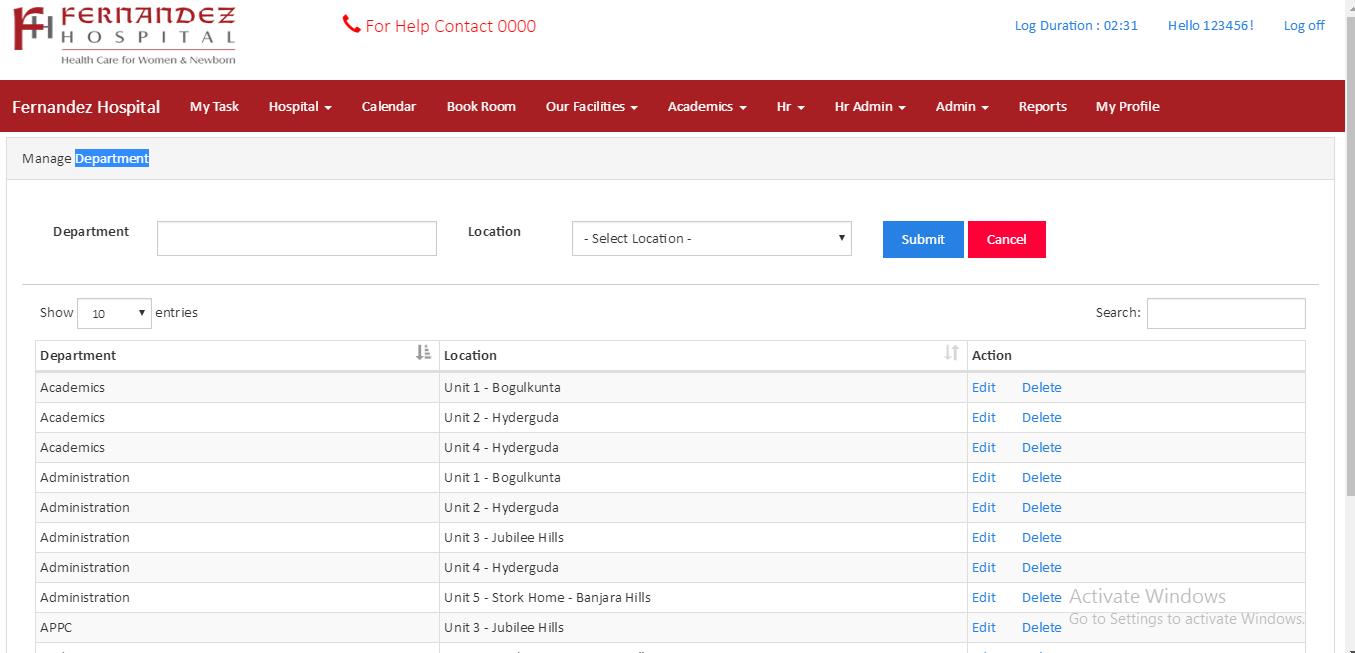 FERNANDEZ
HOSPITAL
Health Care for Women & Newborn
For Help Contact 0000
Log Duration : 02:31 Hello 123456! Log off
Fernandez Hospital My Task Hospital Calendar Book Room Our Facilities Academics Hr Hr Admin Admin Reports My Profile
Manage Department
Department Location - Select Location - Submit Cancel
Show 10 entries Search:
Department Location Action
Academics Unit 1 - Bogulkunta Edit Delete
Academics Unit 2 - Hyderguda Edit Delete
Academics Unit 4 - Hyderguda Edit Delete
Administration Unit 1 - Bogulkunta Edit Delete
Administration Unit 2 - Hyderguda Edit Delete
Administration Unit 3 - Jubilee Hills Edit Delete
Administration Unit 4 - Hyderguda Edit Delete
Administration Unit 5 - Stork Home - Banjara Hills Edit Delete
APPC Unit 3 - Jubilee Hills Edit Delete
Activate Windows
Go to Settings to activate Windows.